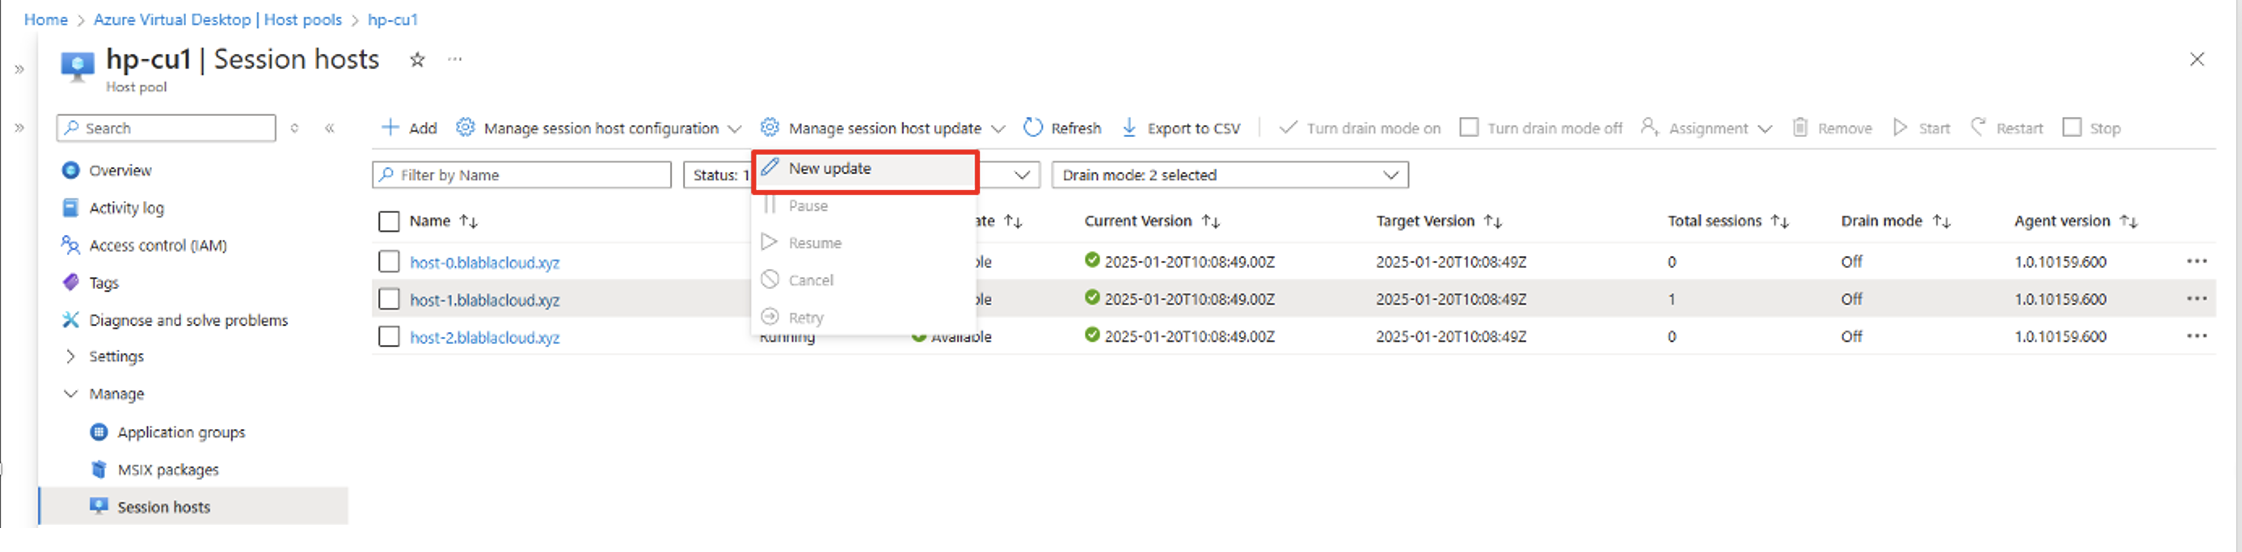 Home > Azure Virtual Desktop | Host pools > hp-cu1
hp-cu1 | Session hosts
Host pool
Search
Add Manage session host configuration Manage session host update Refresh Export to CSV Turn drain mode on Turn drain mode off Assignment Remove Start Restart Stop
Filter by Name Status: 1 Drain mode: 2 selected
New update
Pause
Resume
Cancel
Retry
Name ate Current Version Target Version Total sessions Drain mode Agent version
host-0.blablacloud.xyz ble 2025-01-20T10:08:49.00Z 2025-01-20T10:08:49Z 0 Off 1.0.10159.600
host-1.blablacloud.xyz ble 2025-01-20T10:08:49.00Z 2025-01-20T10:08:49Z 1 Off 1.0.10159.600
host-2.blablacloud.xyz Running Available 2025-01-20T10:08:49.00Z 2025-01-20T10:08:49Z 0 Off 1.0.10159.600
Overview
Activity log
Access control (IAM)
Tags
Diagnose and solve problems
Settings
Manage
Application groups
MSIX packages
Session hosts